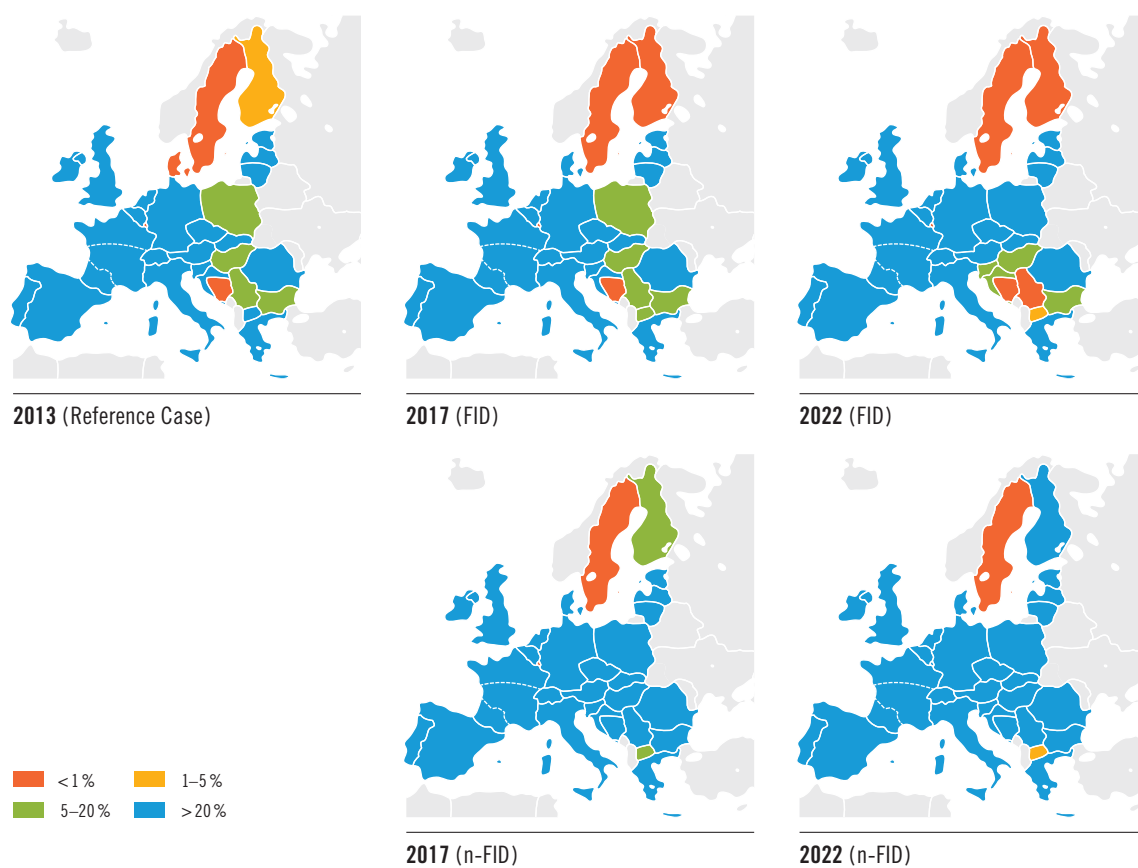 2013 (Reference Case)
2017 (FID)
2022 (FID)
<1 %
1–5 %
5–20 %
>20 %
2017 (n-FID)
2022 (n-FID)